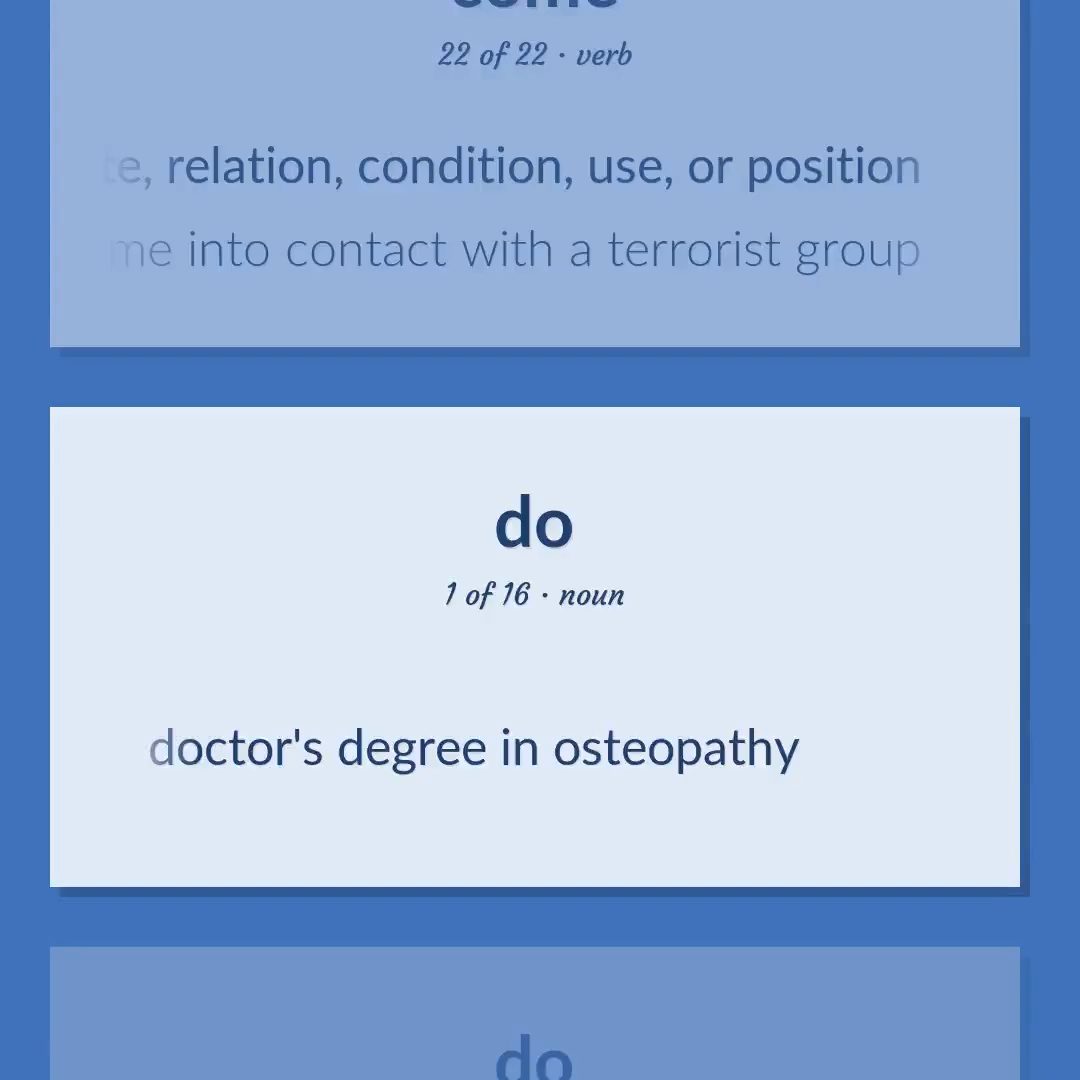 come
22 of 22 · verb
relation, condition, use, or position
into contact with a terrorist group
do
1 of 16 · noun
doctor's degree in osteopathy
do